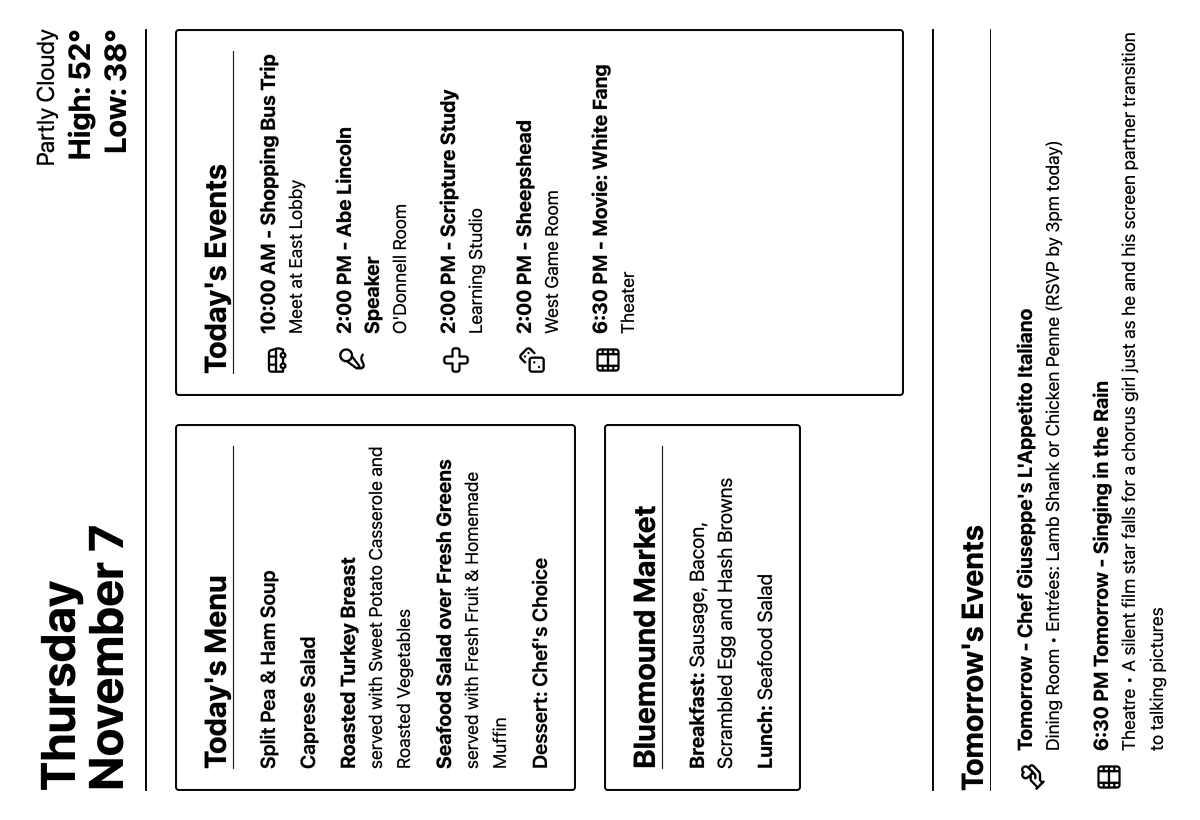 Thursday
November 7
Partly Cloudy
High: 52°
Low: 38°
Today's Menu
Split Pea & Ham Soup
Caprese Salad
Roasted Turkey Breast
served with Sweet Potato Casserole and
Roasted Vegetables
Seafood Salad over Fresh Greens
served with Fresh Fruit & Homemade
Muffin
Dessert: Chef's Choice
Bluemound Market
Breakfast: Sausage, Bacon,
Scrambled Egg and Hash Browns
Lunch: Seafood Salad
Today's Events
10:00 AM - Shopping Bus Trip
Meet at East Lobby
2:00 PM - Abe Lincoln
Speaker
O'Donnell Room
2:00 PM - Scripture Study
Learning Studio
2:00 PM - Sheepshead
West Game Room
6:30 PM - Movie: White Fang
Theater
Tomorrow's Events
Tomorrow - Chef Giuseppe's L'Appetito Italiano
Dining Room • Entrées: Lamb Shank or Chicken Penne (RSVP by 3pm today)
6:30 PM Tomorrow - Singing in the Rain
Theatre • A silent film star falls for a chorus girl just as he and his screen partner transition
to talking pictures